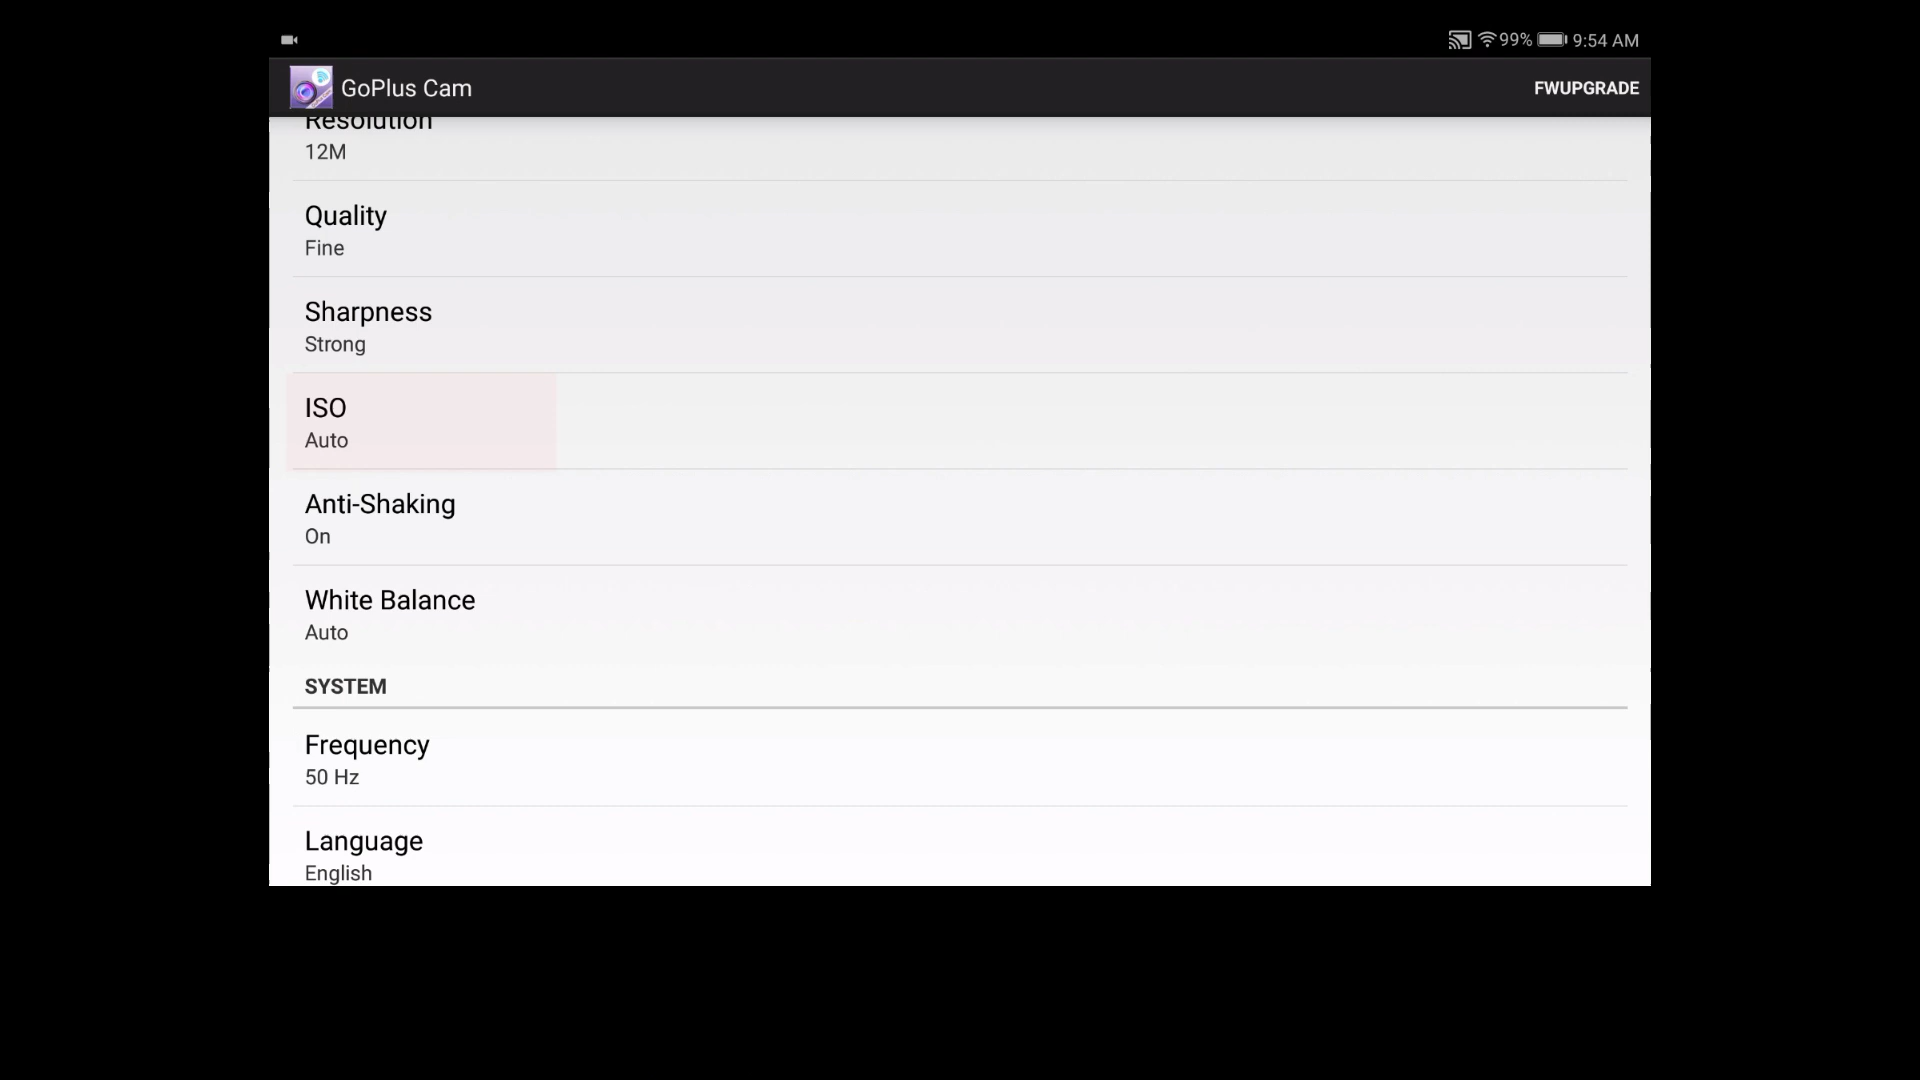 99% 9:54 AM
GoPlus Cam FWUPGRADE
Resolution
12M
Quality
Fine
Sharpness
Strong
ISO
Auto
Anti-Shaking
On
White Balance
Auto
SYSTEM
Frequency
50 Hz
Language
English